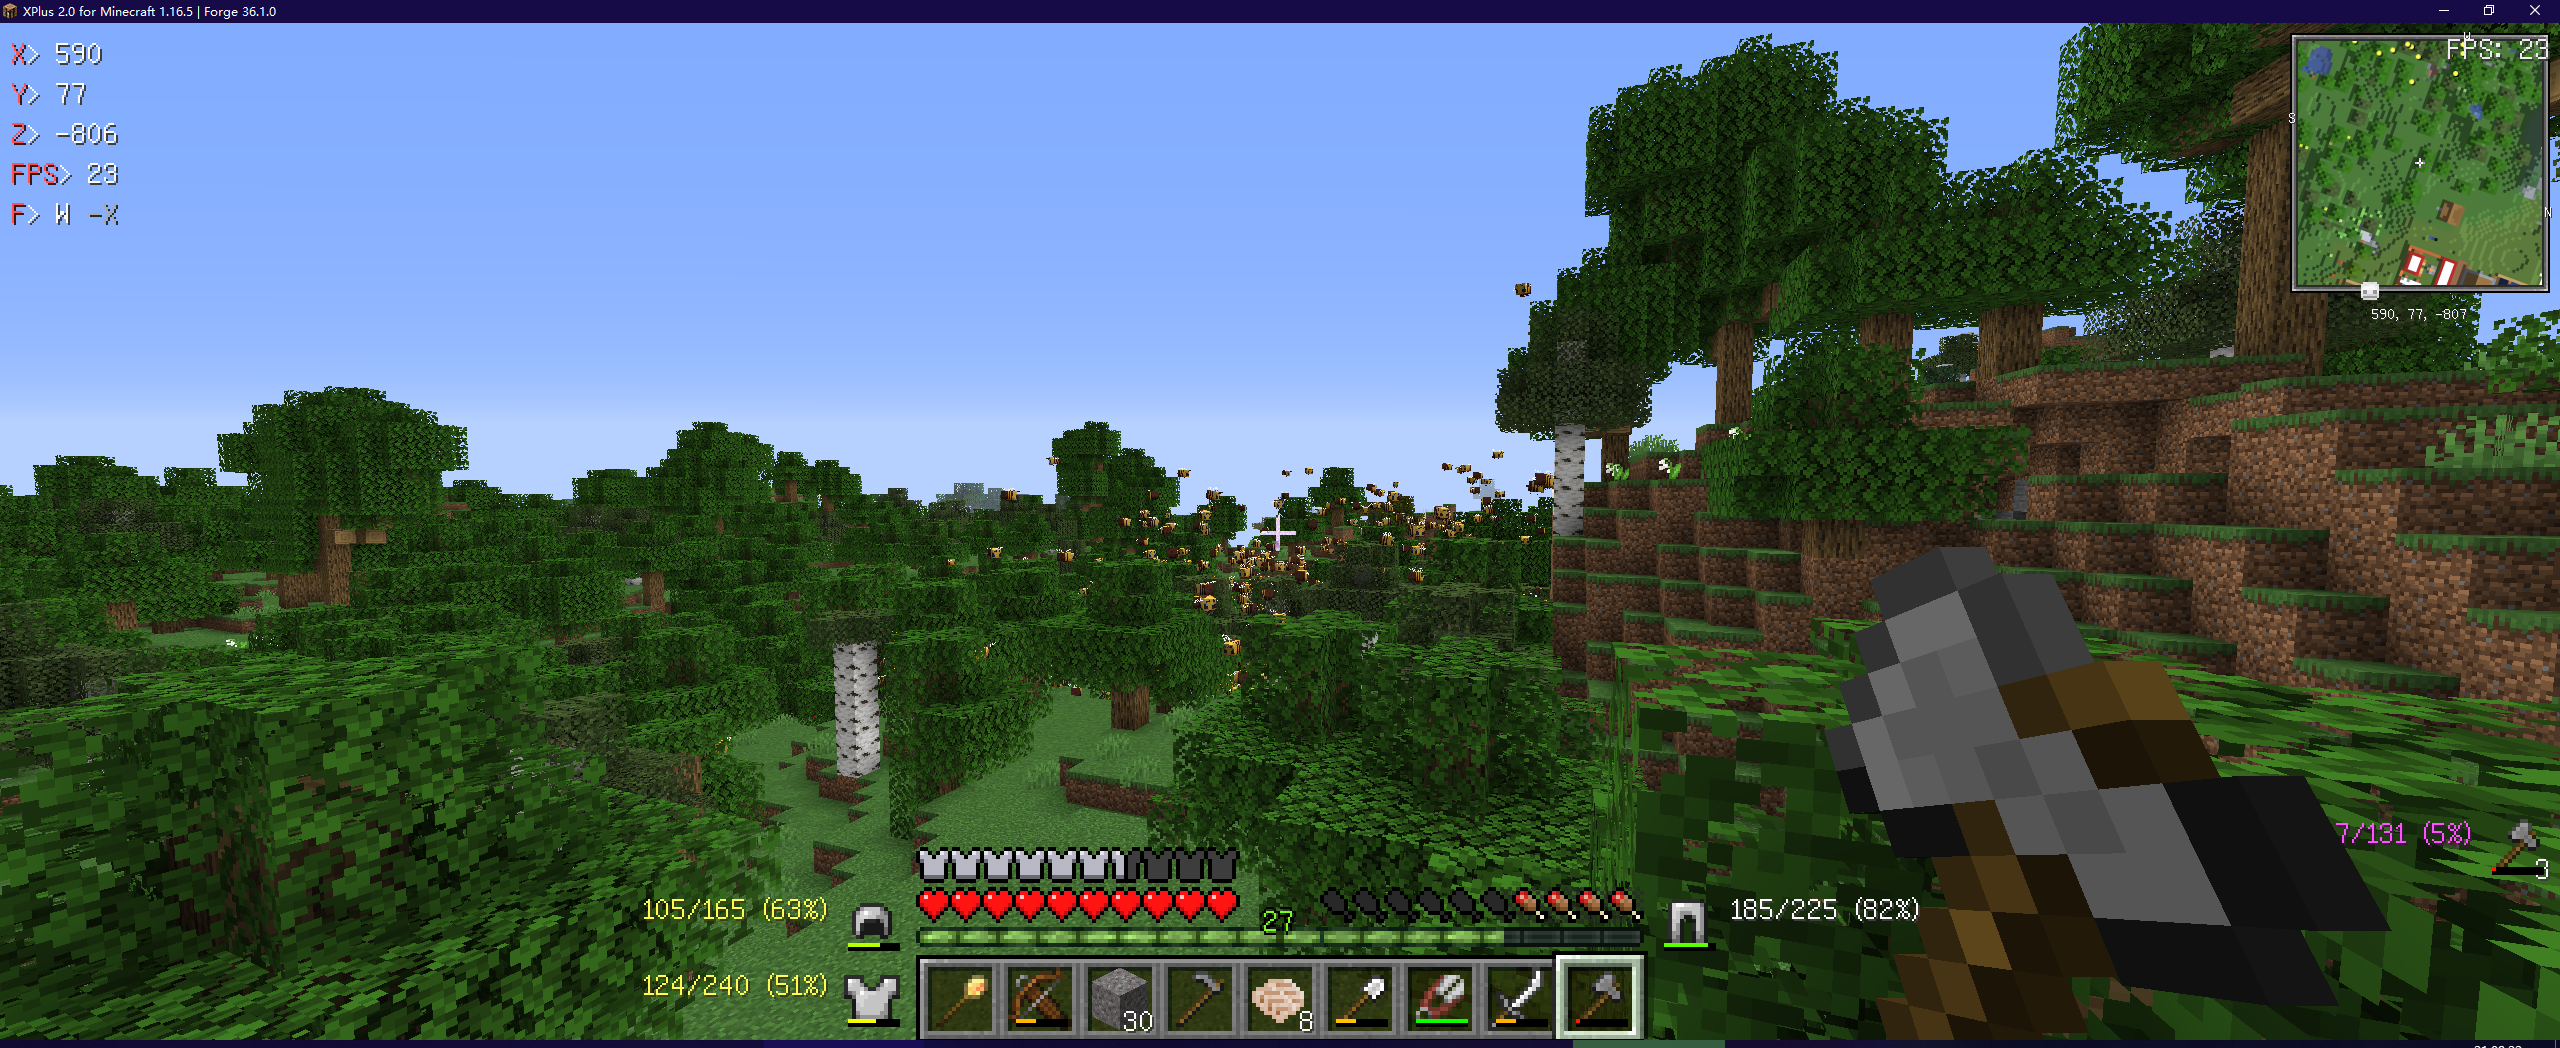 XPlus 2.0 for Minecraft 1.16.5 | Forge 36.1.0
X> 590
Y> 77
Z> -806
FPS> 23
F> W -X
FPS: 23
S
N
590, 77, -807
7/131 (5%)
3
105/165 (63%)
27
185/225 (82%)
124/240 (51%)
30
8